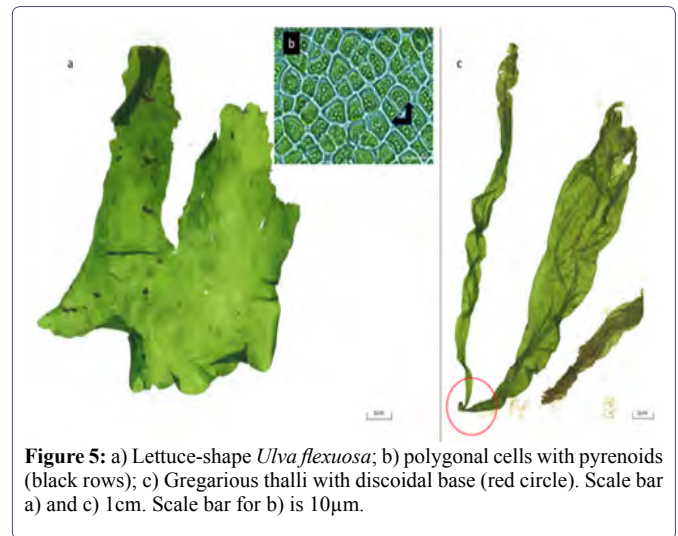 a
b
c
Figure 5: a) Lettuce-shape Ulva flexuosa; b) polygonal cells with pyrenoids
(black rows); c) Gregarious thalli with discoidal base (red circle). Scale bar
a) and c) 1cm. Scale bar for b) is 10µm.